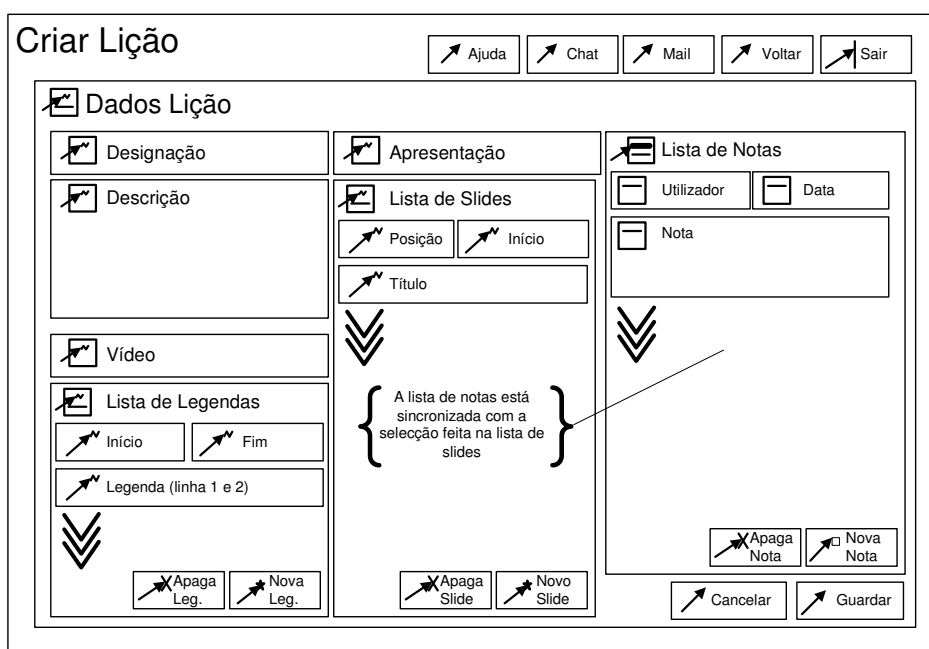 Criar Lição
Ajuda
Chat
Mail
Voltar
Sair
Dados Lição
Designação
Descrição
Vídeo
Lista de Legendas
Início
Fim
Legenda (linha 1 e 2)
Apaga
Leg.
Nova
Leg.
Apresentação
Lista de Slides
Posição
Início
Título
A lista de notas está
sincronizada com a
selecção feita na lista de
slides
Apaga
Slide
Novo
Slide
Lista de Notas
Utilizador
Data
Nota
Apaga
Nota
Nova
Nota
Cancelar
Guardar